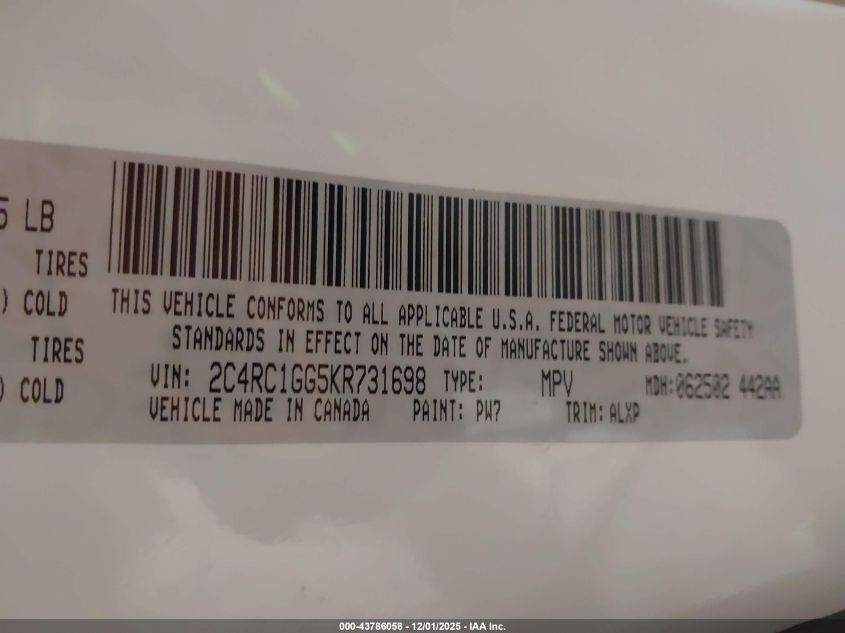 5 LB
TIRES
) COLD
TIRES
) COLD
THIS VEHICLE CONFORMS TO ALL APPLICABLE U.S.A. FEDERAL MOTOR VEHICLE SAFETY
STANDARDS IN EFFECT ON THE DATE OF MANUFACTURE SHOWN ABOVE.
VIN: 2C4RC1GG5KR731698 TYPE: MPV MDH:062502 442AA
VEHICLE MADE IN CANADA PAINT: PW7 TRIM: ALXP
000-43786058 - 12/01/2025 - IAA Inc.